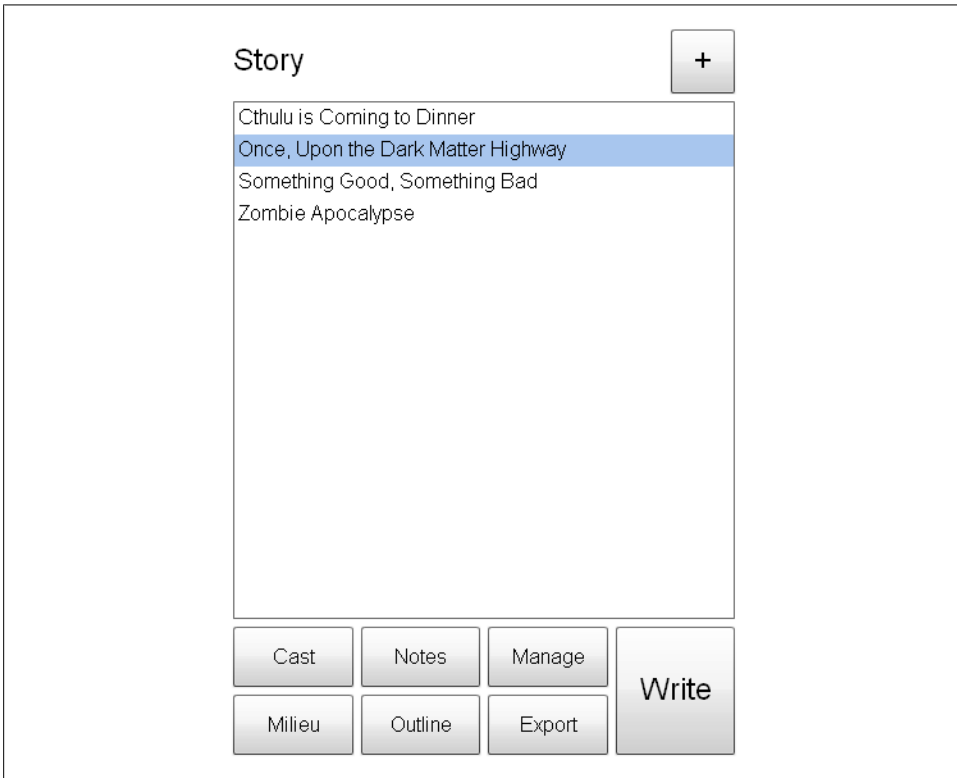 Story
+
Cthulu is Coming to Dinner
Once, Upon the Dark Matter Highway
Something Good, Something Bad
Zombie Apocalypse
Cast Notes Manage
Write
Milieu Outline Export